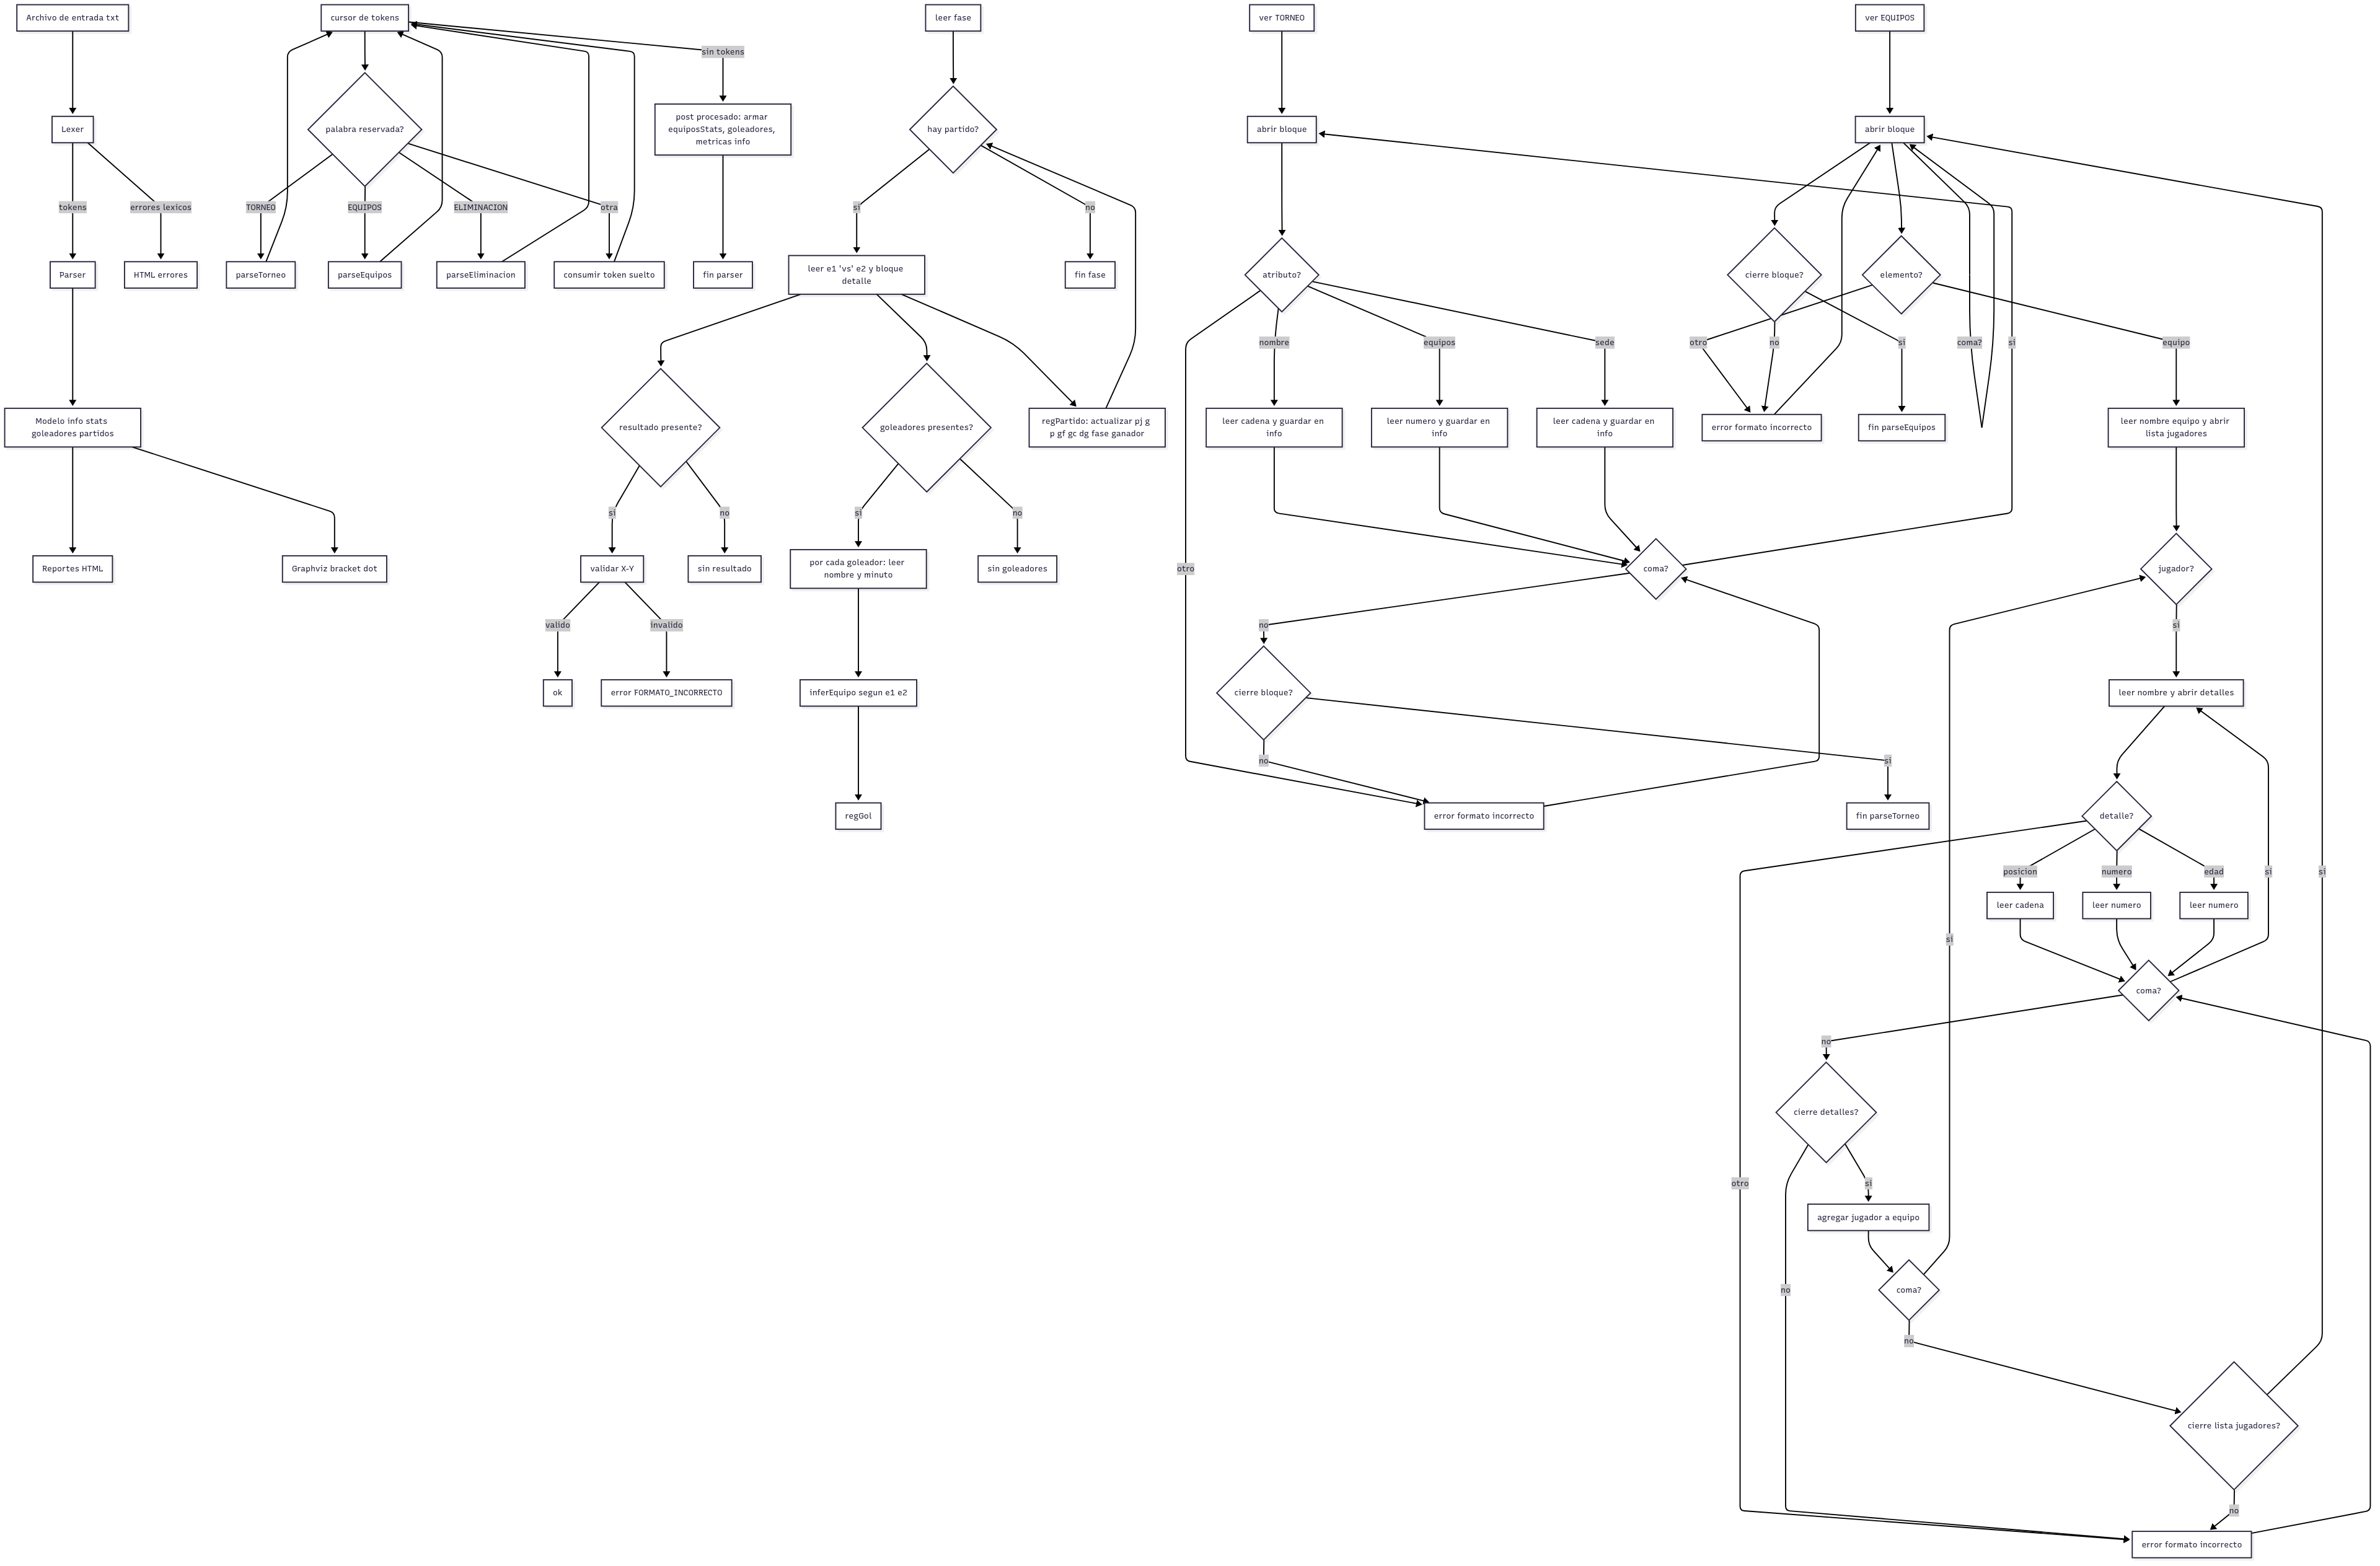 Archivo de entrada txt
Lexer
tokens
errores lexicos
Parser
HTML errores
Modelo info stats
goleadores partidos
Reportes HTML
Graphviz bracket dot
cursor de tokens
sin tokens
palabra reservada?
post procesado: armar
equiposStats, goleadores,
metricas info
TORNEO
EQUIPOS
ELIMINACION
otra
parseTorneo
parseEquipos
parseEliminacion
consumir token suelto
fin parser
leer fase
hay partido?
si
no
leer e1 'vs' e2 y bloque
detalle
fin fase
resultado presente?
goleadores presentes?
regPartido: actualizar pj g
p gf gc dg fase ganador
si
no
si
no
validar X-Y
sin resultado
por cada goleador: leer
nombre y minuto
sin goleadores
valido
invalido
ok
error FORMATO_INCORRECTO
inferEquipo segun e1 e2
regGol
ver TORNEO
abrir bloque
atributo?
nombre
equipos
sede
si
leer cadena y guardar en
info
leer numero y guardar en
info
leer cadena y guardar en
info
otro
coma?
no
cierre bloque?
no
si
error formato incorrecto
fin parseTorneo
ver EQUIPOS
abrir bloque
cierre bloque?
elemento?
otro
no
si
coma?
equipo
error formato incorrecto
fin parseEquipos
leer nombre equipo y abrir
lista jugadores
jugador?
si
leer nombre y abrir detalles
detalle?
posicion
numero
edad
si
si
leer cadena
leer numero
leer numero
si
coma?
no
cierre detalles?
otro
si
agregar jugador a equipo
no
coma?
no
cierre lista jugadores?
no
error formato incorrecto